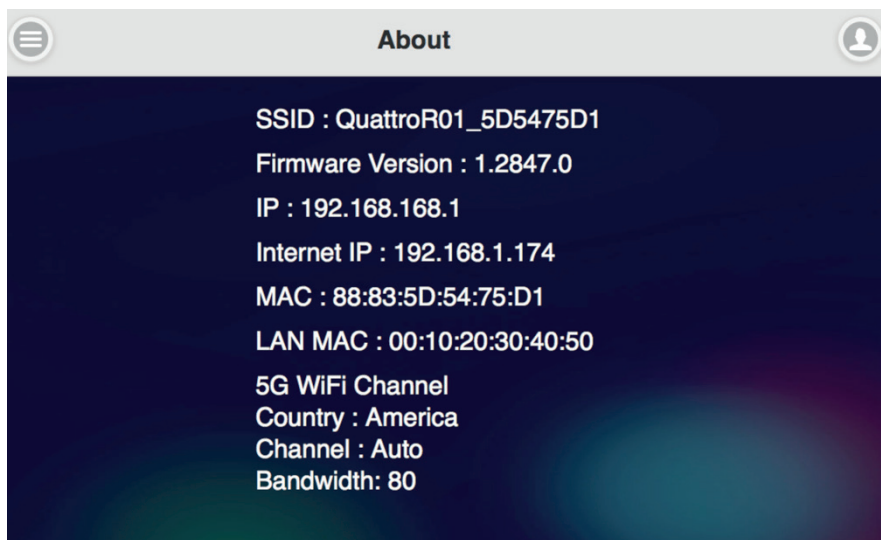 About
SSID : QuattroR01_5D5475D1
Firmware Version : 1.2847.0
IP : 192.168.168.1
Internet IP : 192.168.1.174
MAC : 88:83:5D:54:75:D1
LAN MAC : 00:10:20:30:40:50
5G WiFi Channel
Country : America
Channel : Auto
Bandwidth: 80